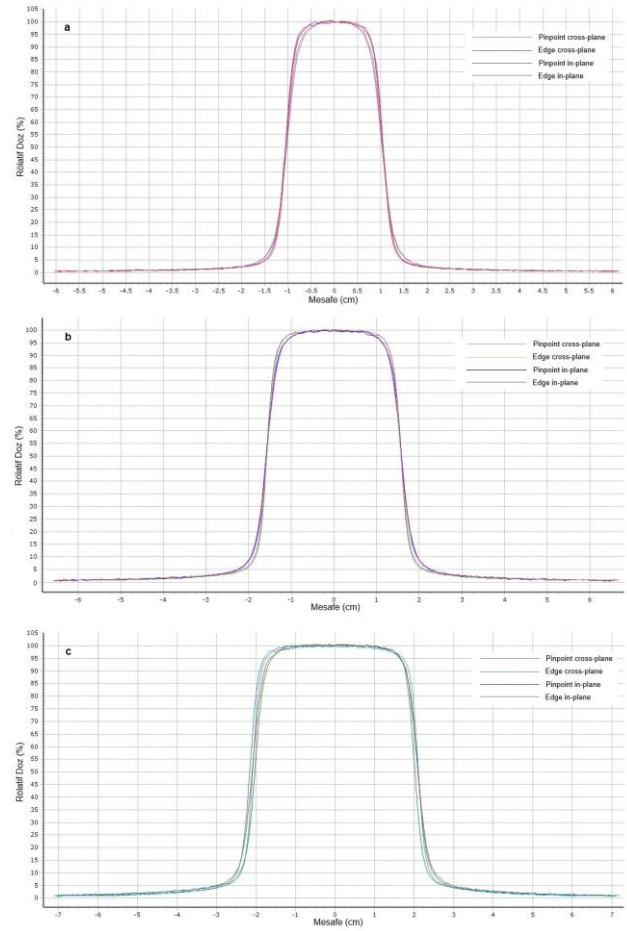 105
100
95
90
85
80
75
70
65
60
55
50
45
40
35
30
25
20
15
10
5
0
Rölatif Doz (%)
a
Pinpoint cross-plane
Edge cross-plane
Pinpoint in-plane
Edge in-plane
-6 -5.5 -5 -4.5 -4 -3.5 -3 -2.5 -2 -1.5 -1 -0.5 0 0.5 1 1.5 2 2.5 3 3.5 4 4.5 5 5.5 6
Mesafe (cm)
100
95
90
85
80
75
70
65
60
55
50
45
40
35
30
25
20
15
10
5
0
Rölatif Doz (%)
b
Pinpoint cross-plane
Edge cross-plane
Pinpoint in-plane
Edge in-plane
-6 -5 -4 -3 -2 -1 0 1 2 3 4 5 6
Mesafe (cm)
105
100
95
90
85
80
75
70
65
60
55
50
45
40
35
30
25
20
15
10
5
0
Rölatif Doz (%)
c
Pinpoint cross-plane
Edge cross-plane
Pinpoint in-plane
Edge in-plane
-7 -6 -5 -4 -3 -2 -1 0 1 2 3 4 5 6 7
Mesafe (cm)